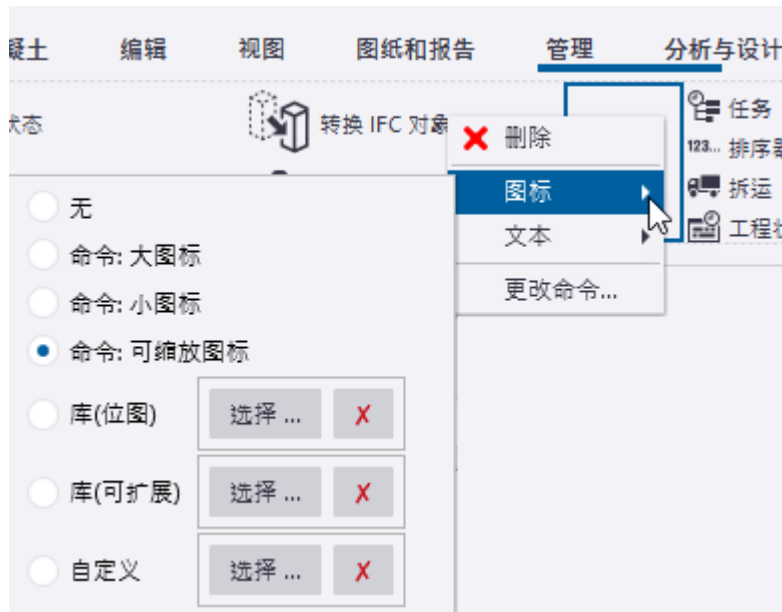 凝土 编辑 视图 图纸和报告 管理 分析与设计
状态 转换 IFC 对象 删除 任务
123... 排序器
无 图标 拆运
命令: 大图标 文本 工程状
命令: 小图标 更改命令...
命令: 可缩放图标
库(位图) 选择 ... X
库(可扩展) 选择 ... X
自定义 选择 ... X